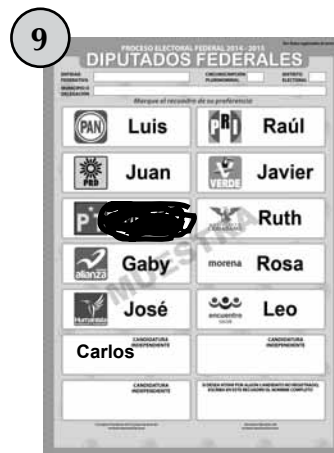 9
PROCESO ELECTORAL FEDERAL 2014 - 2015
DIPUTADOS FEDERALES
ENTIDAD FEDERATIVA
CIRCUNSCRIPCIÓN PLURINOMINAL
DISTRITO ELECTORAL
MUNICIPIO O DELEGACIÓN
Marque el recuadro de su preferencia
PAN Luis
PRI Raúl
PRD Juan
VERDE Javier
PT
Ruth
alianza Gaby
morena Rosa
Humanista José
encuentro social Leo
MUESTRA
Carlos
CANDIDATURA INDEPENDIENTE
CANDIDATURA INDEPENDIENTE
CANDIDATURA INDEPENDIENTE
SI DESEA VOTAR POR ALGÚN CANDIDATO NO REGISTRADO, ESCRIBA EN ESTE RECUADRO EL NOMBRE COMPLETO